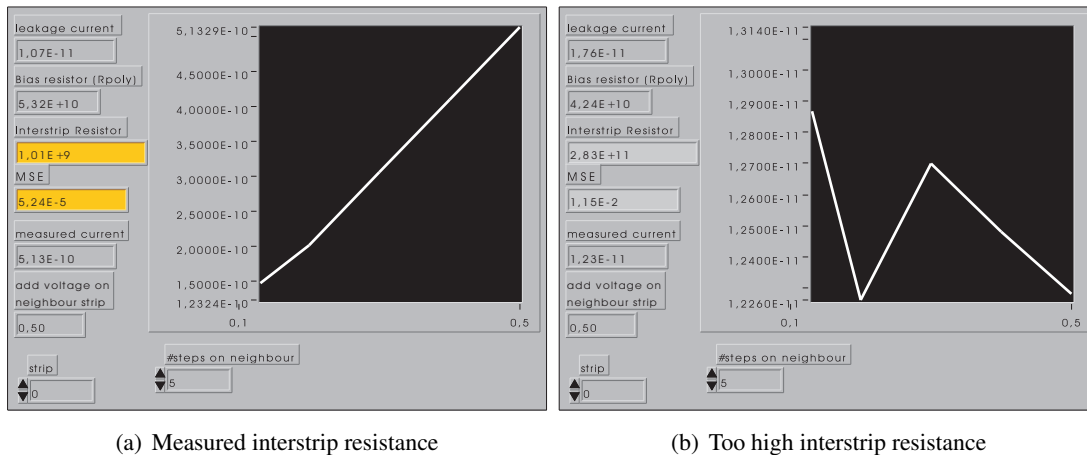 leakage current
1,07E-11
Bias resistor (Rpoly)
5,32E+10
Interstrip Resistor
1,01E+9
MSE
5,24E-5
measured current
5,13E-10
add voltage on
neighbour strip
0,50
strip
0
5,1329E-10
4,5000E-10
4,0000E-10
3,5000E-10
3,0000E-10
2,5000E-10
2,0000E-10
1,5000E-10
1,2324E-10
0,1
0,5
#steps on neighbour
5
(a) Measured interstrip resistance
leakage current
1,76E-11
Bias resistor (Rpoly)
4,24E+10
Interstrip Resistor
2,83E+11
MSE
1,15E-2
measured current
1,23E-11
add voltage on
neighbour strip
0,50
strip
0
1,3140E-11
1,3000E-11
1,2900E-11
1,2800E-11
1,2700E-11
1,2600E-11
1,2500E-11
1,2400E-11
1,2260E-11
0,1
0,5
#steps on neighbour
5
(b) Too high interstrip resistance